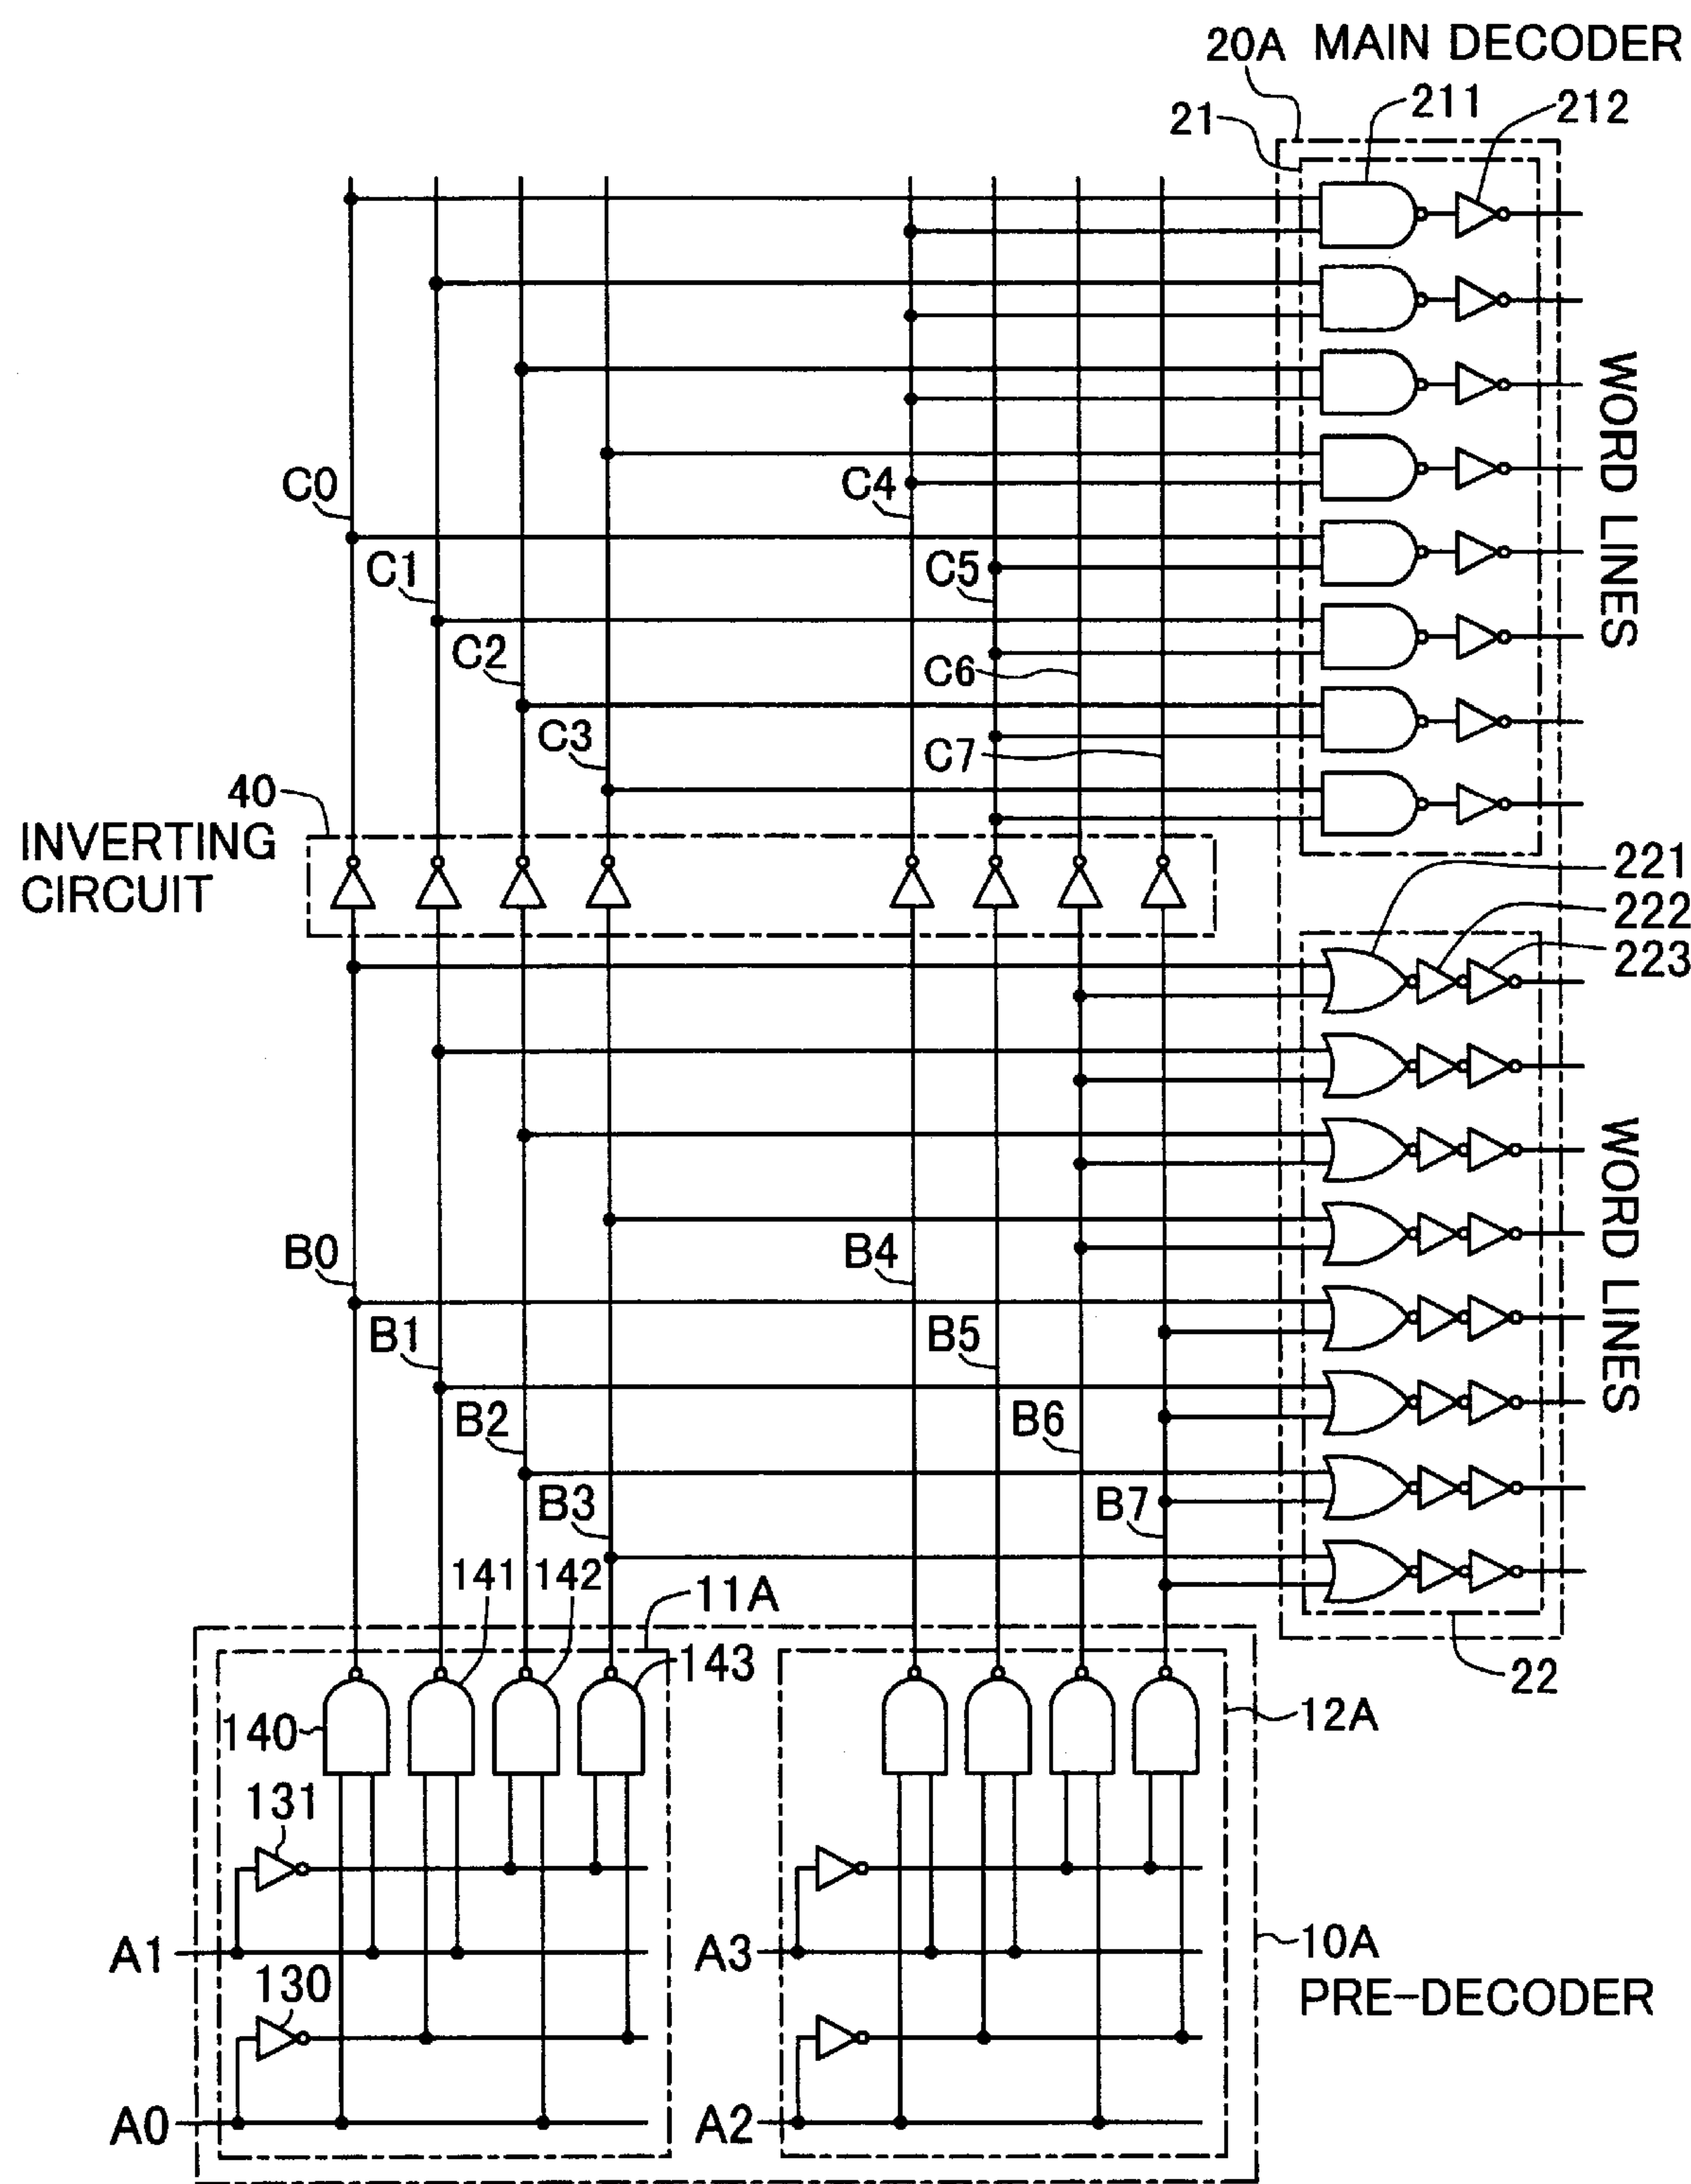 20A MAIN DECODER
21
211
212
WORD LINES
C0
C4
C1
C5
C2
C6
C3
C7
40
INVERTING
CIRCUIT
221
222
223
WORD LINES
B0
B4
B1
B5
B2
B6
B3
B7
141
142
11A
143
22
140
12A
131
A1
A3
10A
PRE-DECODER
130
A0
A2